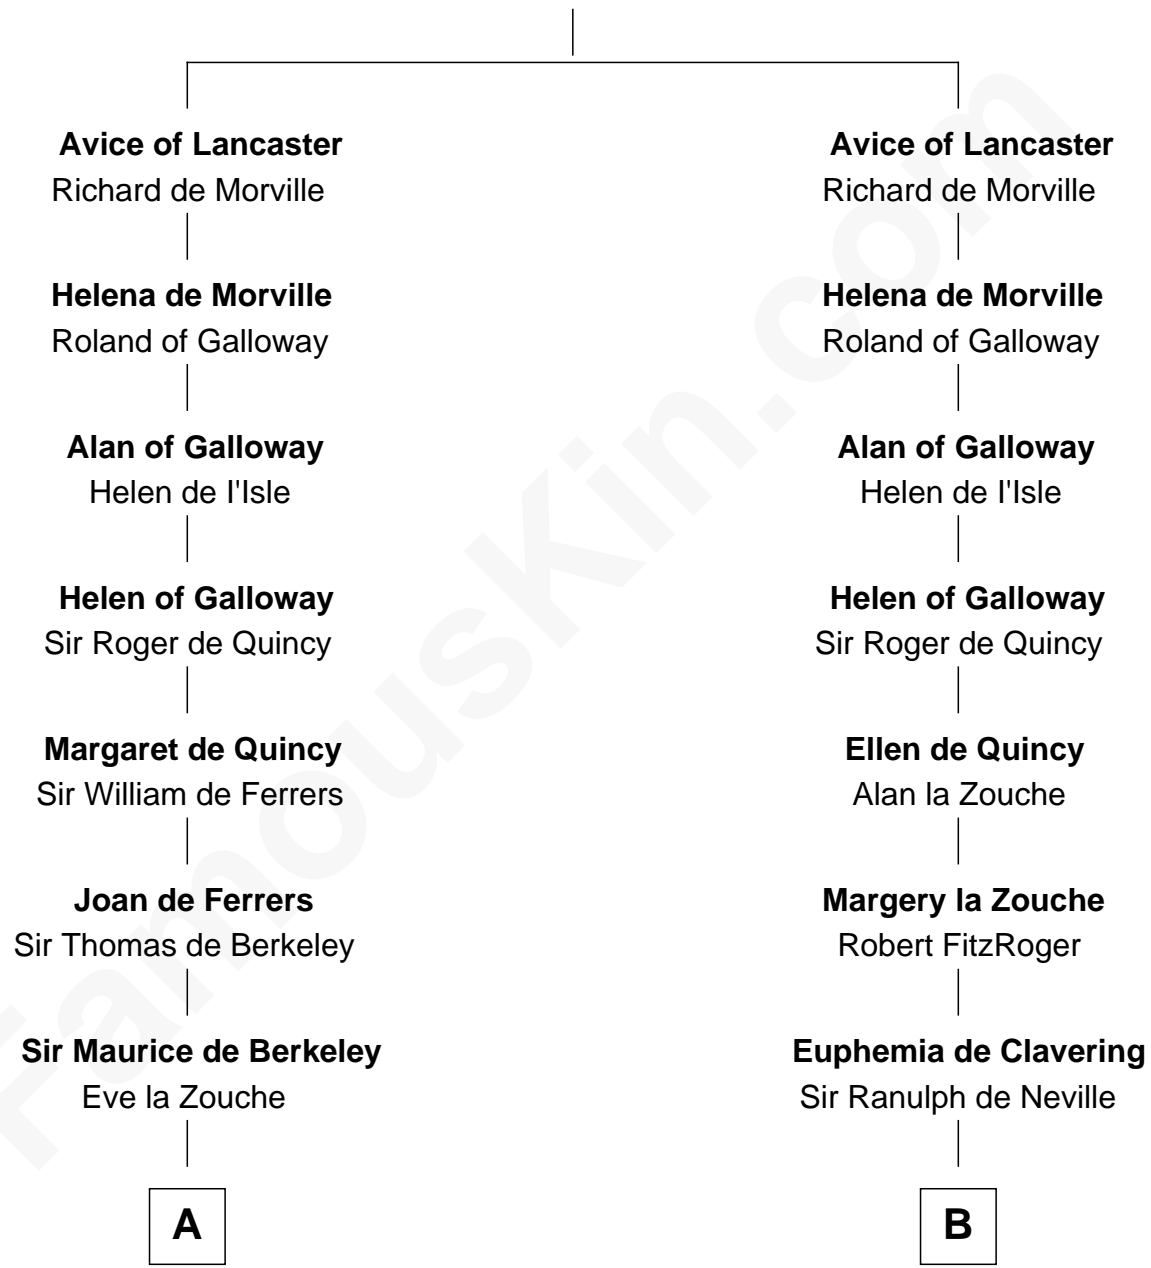 Avice of Lancaster
Richard de Morville
Helena de Morville
Roland of Galloway
Alan of Galloway
Helen de l'Isle
Helen of Galloway
Sir Roger de Quincy
Margaret de Quincy
Sir William de Ferrers
Joan de Ferrers
Sir Thomas de Berkeley
Sir Maurice de Berkeley
Eve la Zouche
A
Avice of Lancaster
Richard de Morville
Helena de Morville
Roland of Galloway
Alan of Galloway
Helen de l'Isle
Helen of Galloway
Sir Roger de Quincy
Ellen de Quincy
Alan la Zouche
Margery la Zouche
Robert FitzRoger
Euphemia de Clavering
Sir Ranulph de Neville
B
FamousKin.com